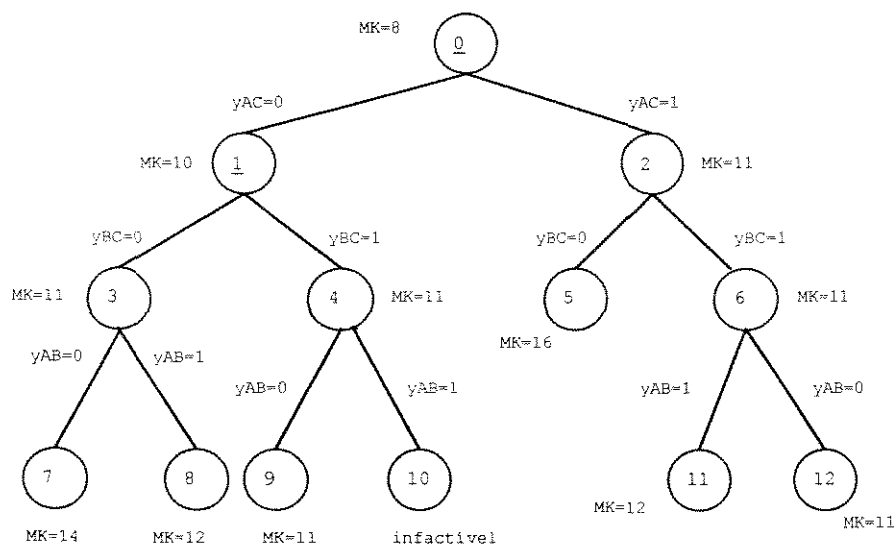 MK=8
0
yAC=0
yAC=1
MK=10
1
2
MK=11
yBC=0
yBC=1
yBC=0
yBC=1
MK=11
3
4
MK=11
5
6
MK=11
MK=16
yAB=0
yAB=1
yAB=0
yAB=1
yAB=1
yAB=0
7
8
9
10
11
12
MK=14
MK=12
MK=11
infactivel
MK=12
MK=11